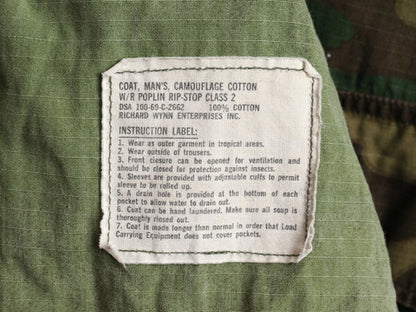 COAT, MAN'S, CAMOUFLAGE COTTON
W/R POPLIN RIP-STOP CLASS 2
DSA 100-69-C-2662 100% COTTON
RICHARD WYNN ENTERPRISES INC.
INSTRUCTION LABEL:
1. Wear as outer garment in tropical areas.
2. Wear outside of trousers.
3. Front closure can be opened for ventilation and
should be closed for protection against insects.
4. Sleeves are provided with adjustable cuffs to permit
sleeve to be rolled up.
5. A drain hole is provided at the bottom of each
pocket to allow water to drain out.
6. Coat can be hand laundered. Make sure all soap is
thoroughly rinsed out.
7. Coat is made longer than normal in order that Load
Carrying Equipment does not cover pockets.